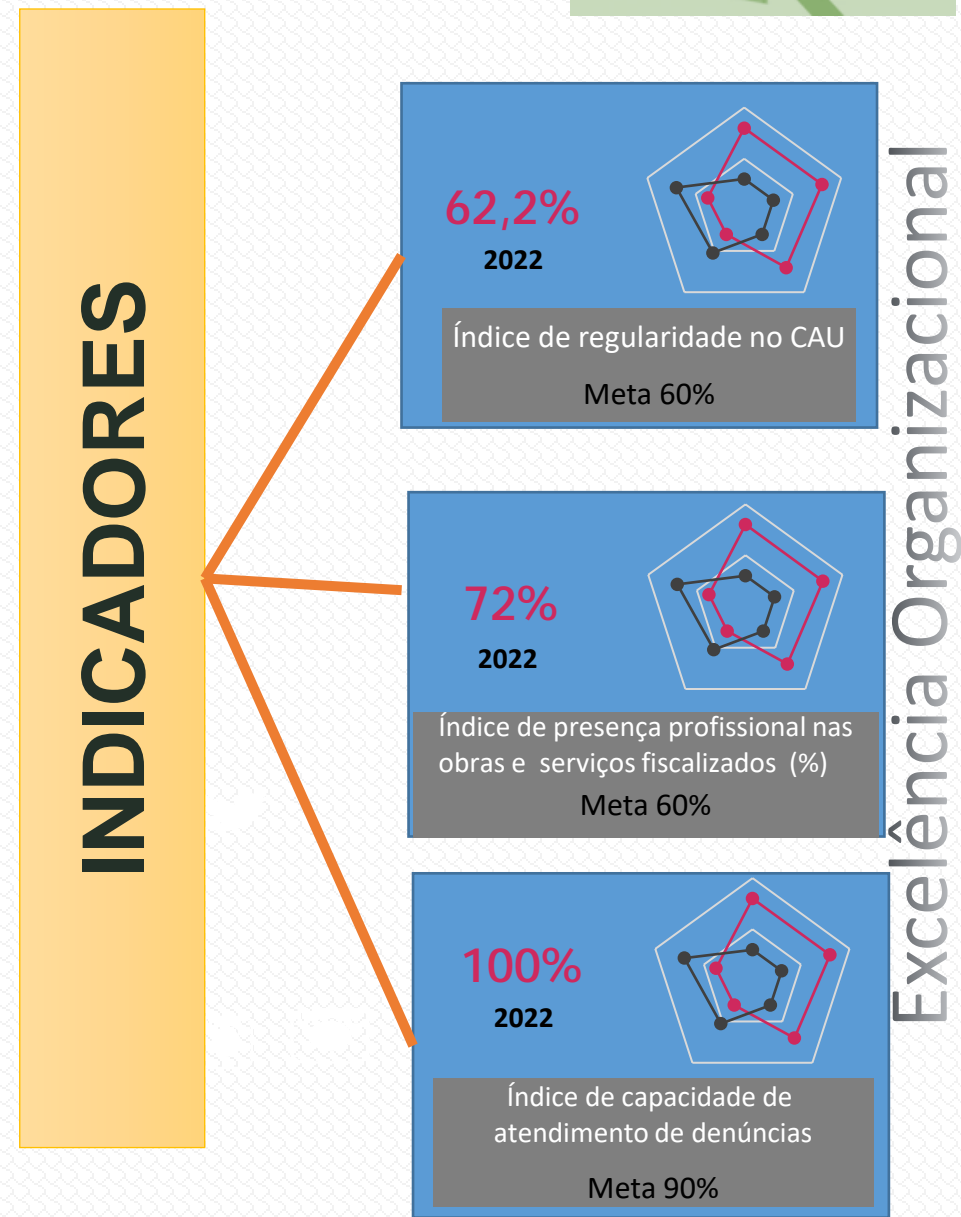 INDICADORES
62,2%
2022
Índice de regularidade no CAU
Meta 60%
72%
2022
Índice de presença profissional nas
obras e serviços fiscalizados (%)
Meta 60%
100%
2022
Índice de capacidade de
atendimento de denúncias
Meta 90%
Excelência Organizacional